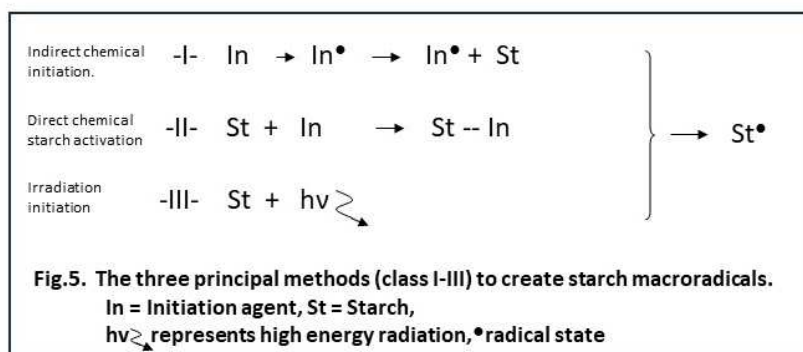 Indirect chemical
initiation.
-I- In → In• → In• + St
Direct chemical
starch activation
-II- St + In → St -- In
→ St•
Irradiation
initiation
-III- St + hν
Fig.5. The three principal methods (class I-III) to create starch macroradicals.
In = Initiation agent, St = Starch,
hν represents high energy radiation, •radical state